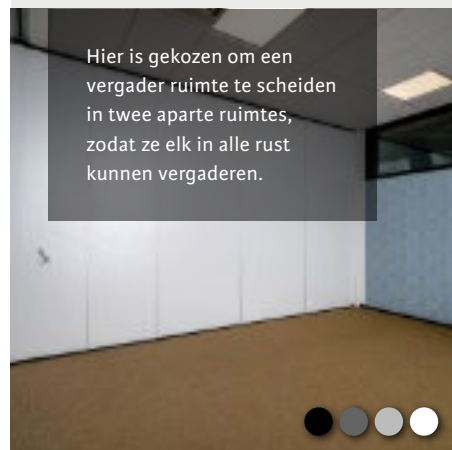 Hier is gekozen om een
vergader ruimte te scheiden
in twee aparte ruimtes,
zodat ze elk in alle rust
kunnen vergaderen.